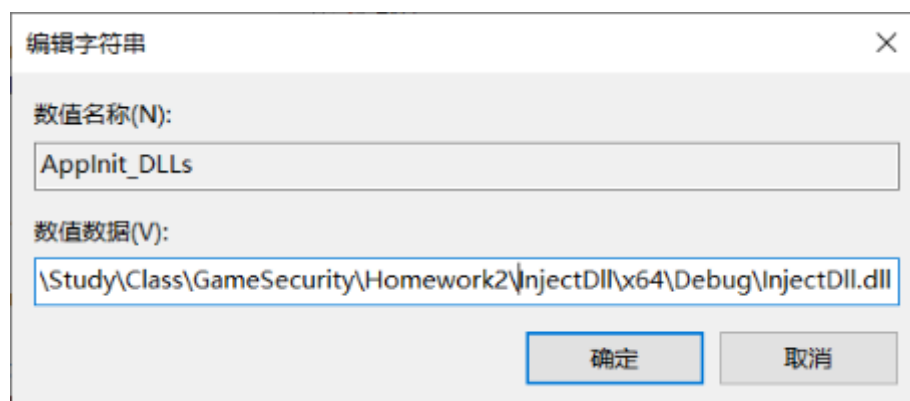 编辑字符串
数值名称(N):
AppInit_DLLs
数值数据(V):
\Study\Class\GameSecurity\Homework2\InjectDll\x64\Debug\InjectDll.dll
确定
取消